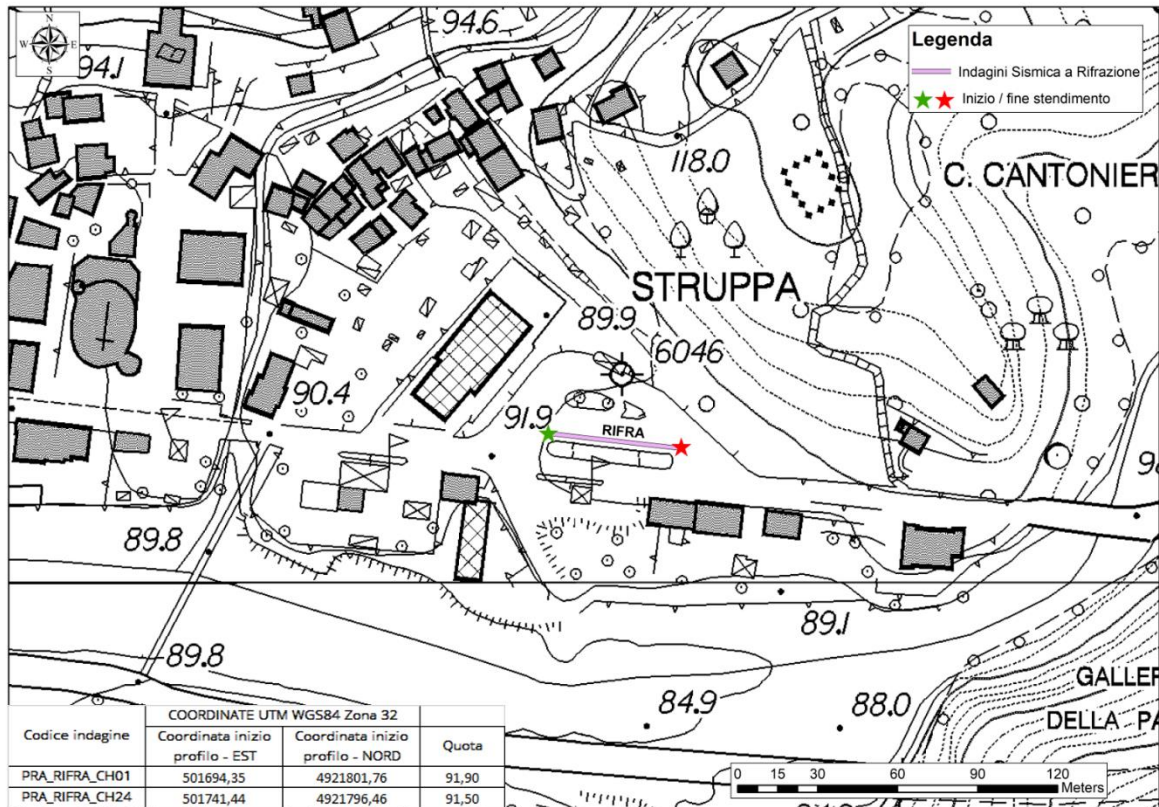 N
W E
S
94.6
94.1
Legenda
Indagini Sismica a Rifrazione
Inizio / fine stendimento
118.0
C. CANTONIER
STRUPPA
89.9
6046
90.4
91.9
RIFRA
89.8
89.1
89.8
84.9
88.0
GALLER
DELLA PA
Codice indagine
COORDINATE UTM WGS84 Zona 32
Coordinata inizio profilo - EST
Coordinata inizio profilo - NORD
Quota
PRA_RIFRA_CH01 501694,35 4921801,76 91,90
PRA_RIFRA_CH24 501741,44 4921796,46 91,50
0 15 30 60 90 120
Meters